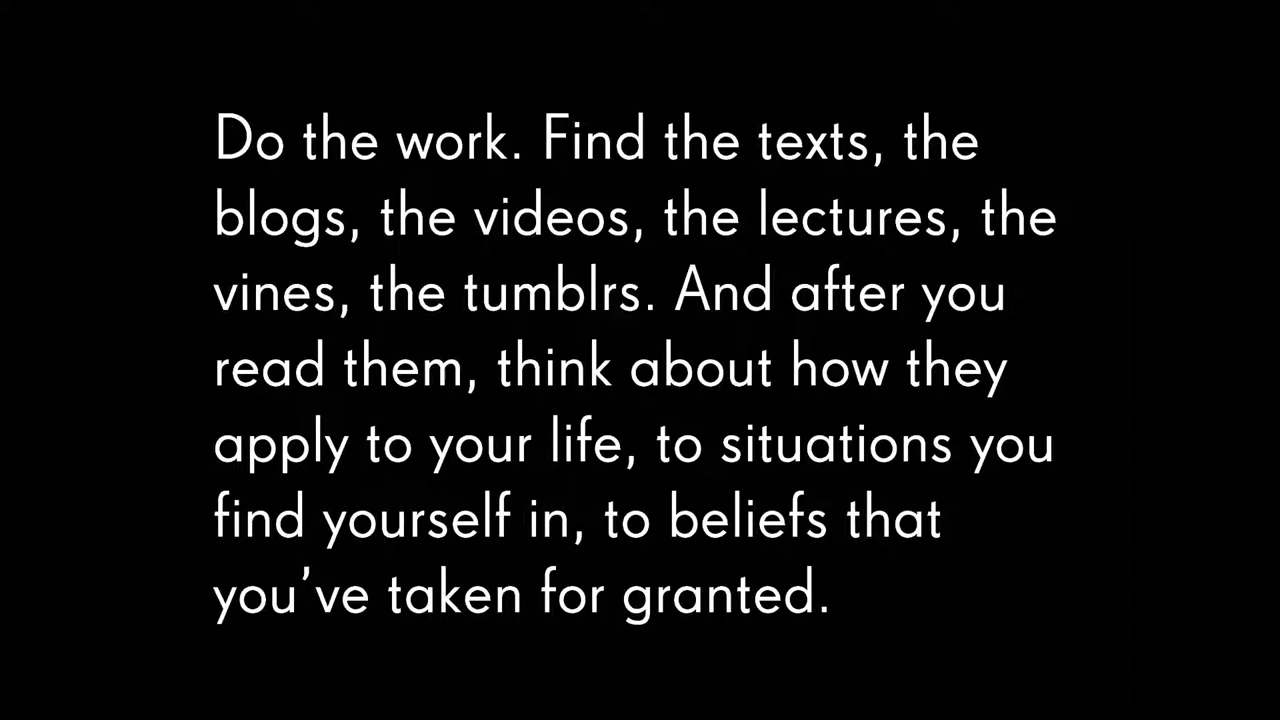 Do the work. Find the texts, the
blogs, the videos, the lectures, the
vines, the tumblrs. And after you
read them, think about how they
apply to your life, to situations you
find yourself in, to beliefs that
you’ve taken for granted.